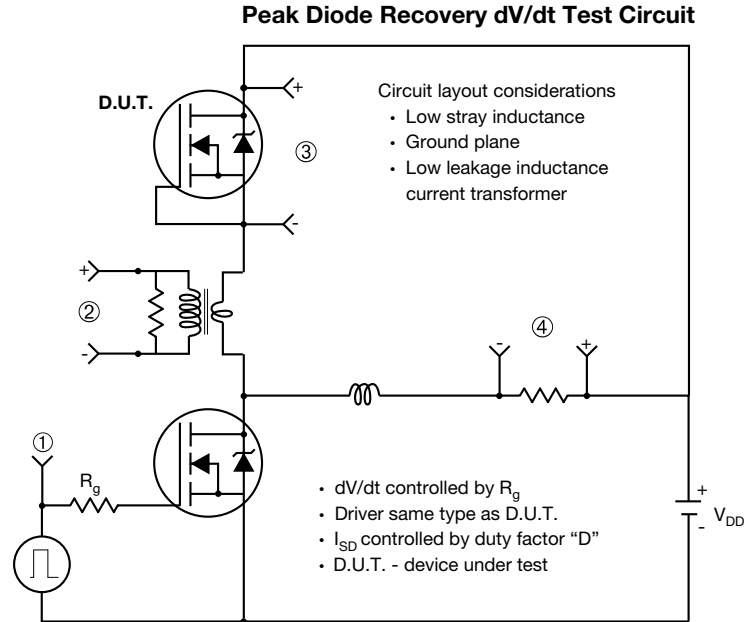 Peak Diode Recovery dV/dt Test Circuit
D.U.T.
+
-
③
Circuit layout considerations
• Low stray inductance
• Ground plane
• Low leakage inductance
current transformer
+
②
-
-
④
+
①
Rg
• dV/dt controlled by Rg
• Driver same type as D.U.T.
• ISD controlled by duty factor “D”
• D.U.T. - device under test
+
-
VDD